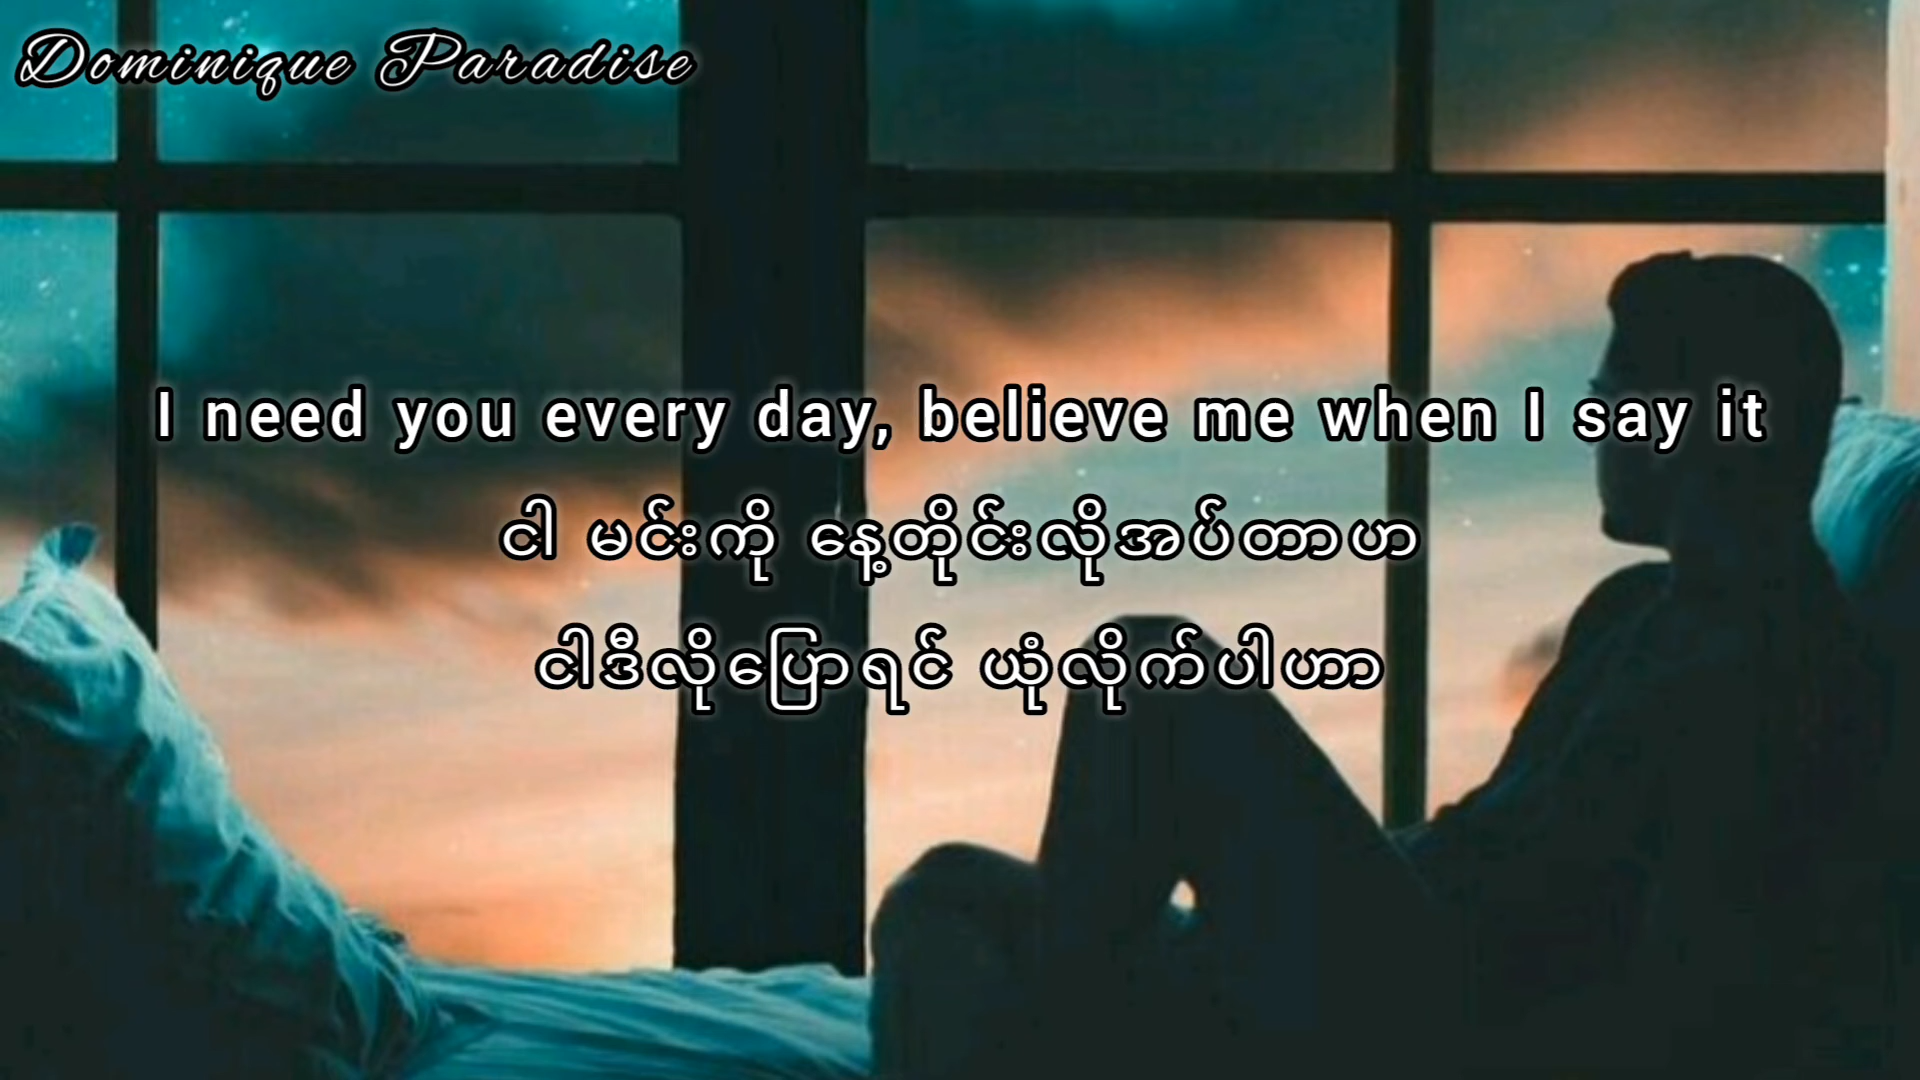 Dominique Paradise
I need you every day, believe me when I say it
ငါ မင်းကို နေ့တိုင်းလိုအပ်တာဟ
ငါဒီလိုပြောရင် ယုံလိုက်ပါဟာ